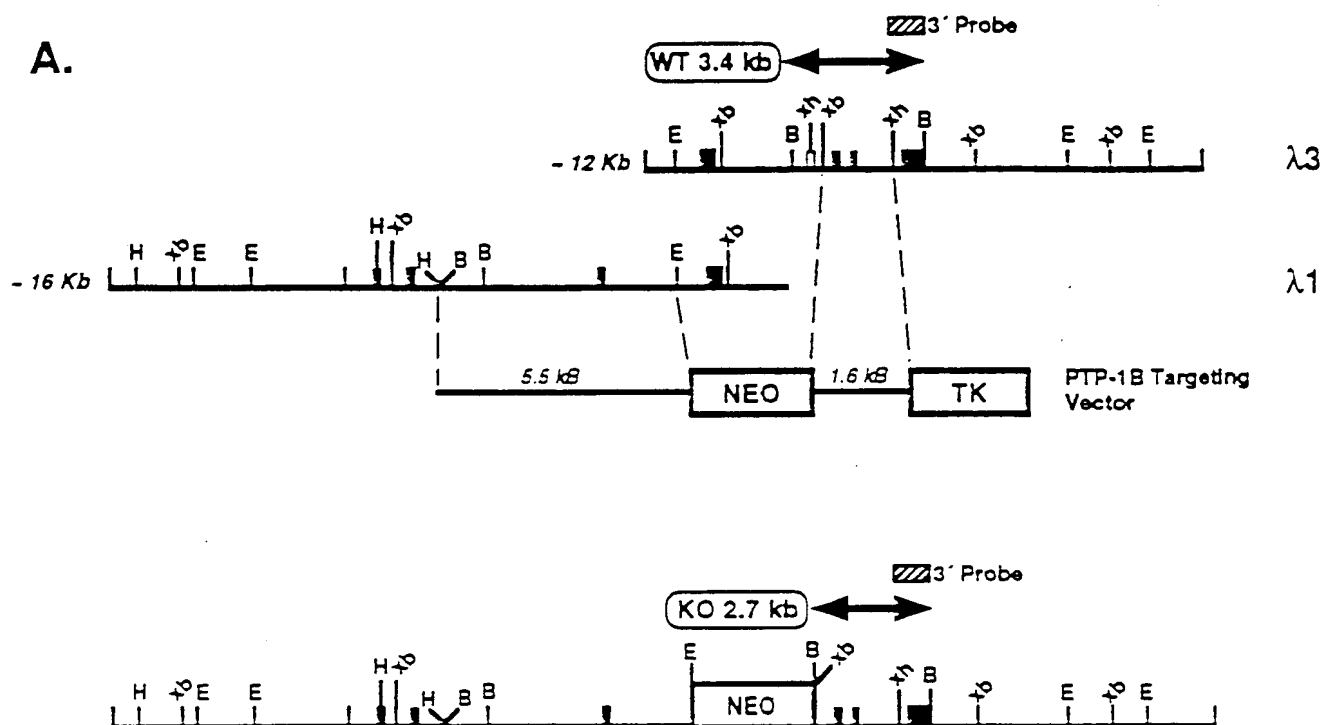 A.
3´ Probe
WT 3.4 kb
E Xb B Xh Xb Xh B Xb E Xb E
~ 12 Kb
λ3
H Xb E E H Xb H B B E Xb
~ 16 Kb
λ1
5.5 kB NEO 1.6 kB TK
PTP-1B Targeting
Vector
3´ Probe
KO 2.7 kb
H Xb E E H Xb H B B E B Xb Xh B Xb E Xb E
NEO